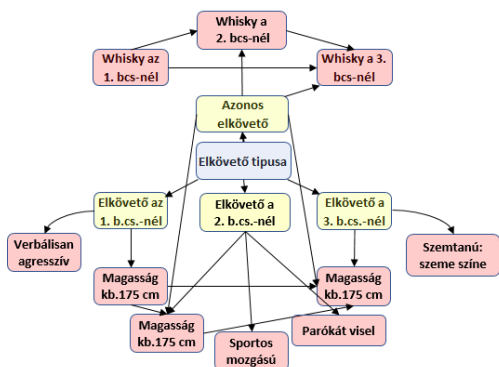 Whisky a
2. bcs-nél
Whisky az
1. bcs-nél
Whisky a 3.
bcs-nél
Azonos
elkövető
Elkövető tipusa
Elkövető az
1. b.cs.-nél
Elkövető a
2. b.cs.-nél
Elkövető a
3. b.cs.-nél
Verbálisan
agresszív
Szemtanú:
szeme színe
Magasság
kb.175 cm
Magasság
kb.175 cm
Magasság
kb.175 cm
Sportos
mozgású
Parókát visel